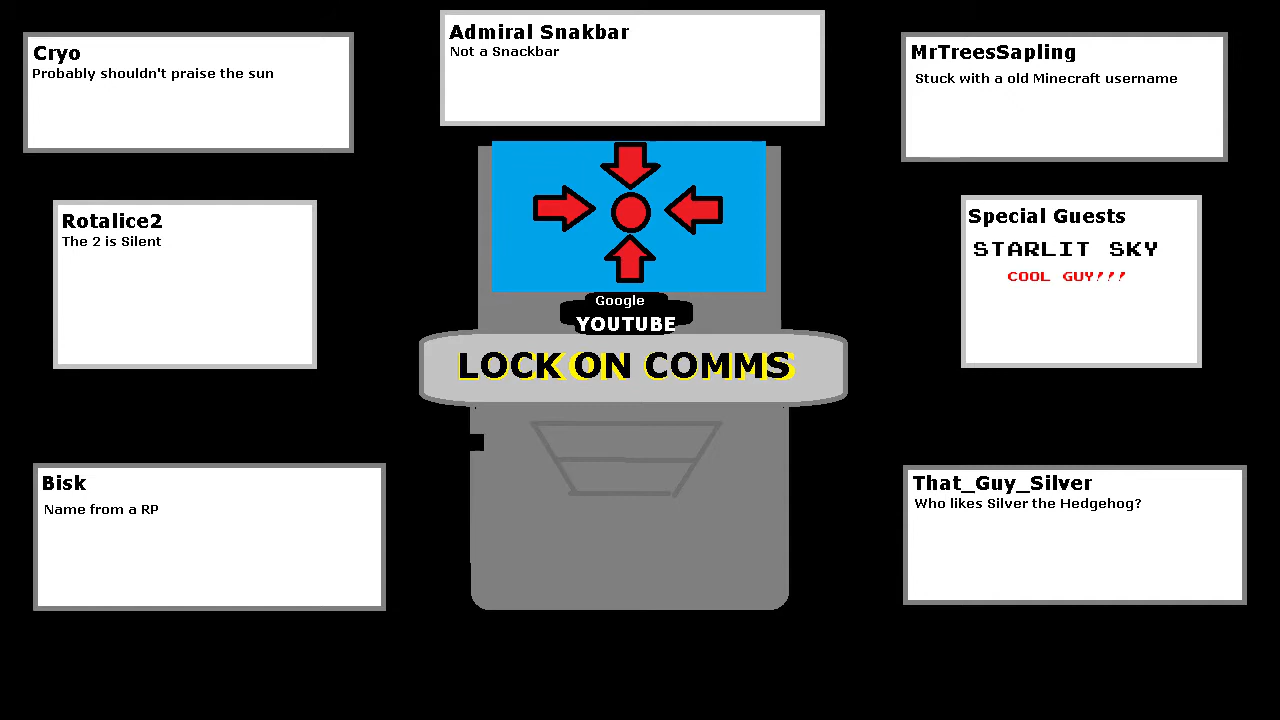 Cryo
Probably shouldn't praise the sun
Admiral Snakbar
Not a Snackbar
MrTreesSapling
Stuck with a old Minecraft username
Rotalice2
The 2 is Silent
Special Guests
STARLIT SKY
COOL GUY!!!
Google
YOUTUBE
LOCK ON COMMS
Bisk
Name from a RP
That_Guy_Silver
Who likes Silver the Hedgehog?